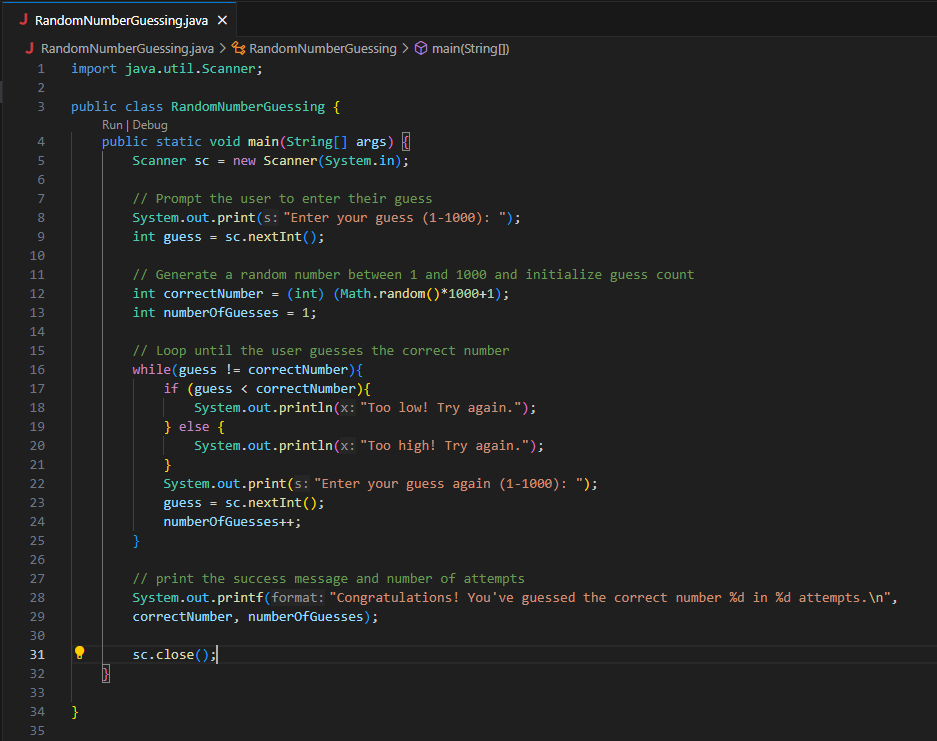 RandomNumberGuessing.java
RandomNumberGuessing.java > RandomNumberGuessing > main(String[])
1 import java.util.Scanner;
2
3 public class RandomNumberGuessing {
Run | Debug
4 public static void main(String[] args) {
5 Scanner sc = new Scanner(System.in);
6
7 // Prompt the user to enter their guess
8 System.out.print(s: "Enter your guess (1-1000): ");
9 int guess = sc.nextInt();
10
11 // Generate a random number between 1 and 1000 and initialize guess count
12 int correctNumber = (int) (Math.random()*1000+1);
13 int numberOfGuesses = 1;
14
15 // Loop until the user guesses the correct number
16 while(guess != correctNumber){
17 if (guess < correctNumber){
18 System.out.println(x: "Too low! Try again.");
19 } else {
20 System.out.println(x: "Too high! Try again.");
21 }
22 System.out.print(s: "Enter your guess again (1-1000): ");
23 guess = sc.nextInt();
24 numberOfGuesses++;
25 }
26
27 // print the success message and number of attempts
28 System.out.printf(format: "Congratulations! You've guessed the correct number %d in %d attempts.\n",
29 correctNumber, numberOfGuesses);
30
31 sc.close();
32 }
33
34 }
35